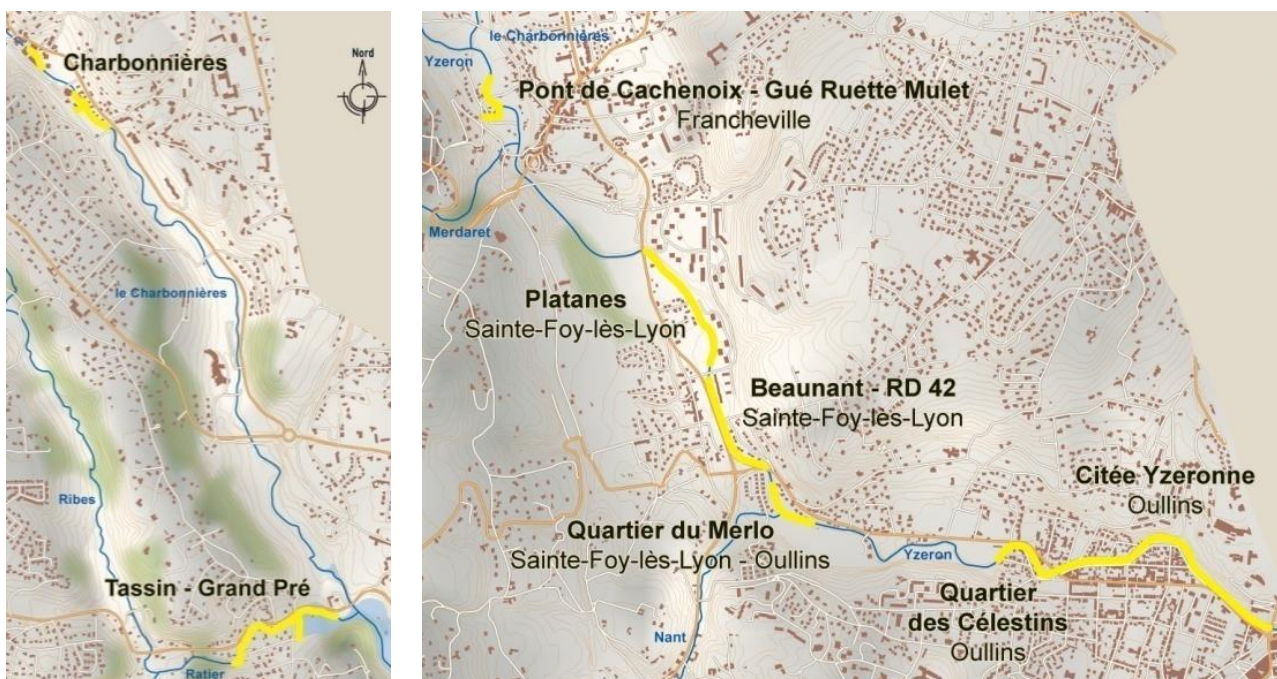 Charbonnières
Nord
le Charbonnières
Ribes
Tassin - Grand Pré
Ratier
le Charbonnières
Yzeron
Pont de Cachenoix - Gué Ruette Mulet
Francheville
Merdaret
Platanes
Sainte-Foy-lès-Lyon
Beaunant - RD 42
Sainte-Foy-lès-Lyon
Citée Yzeronne
Oullins
Quartier du Merlo
Sainte-Foy-lès-Lyon - Oullins
Yzeron
Quartier
des Célestins
Oullins
Nant